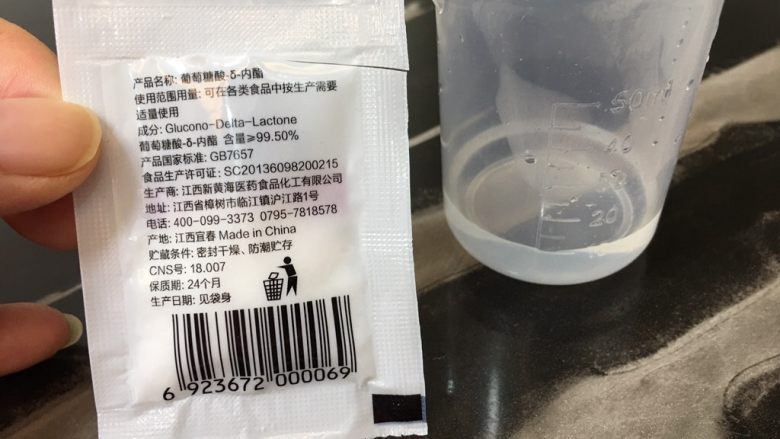 产品名称: 葡萄糖酸-δ-内酯
使用范围用量: 可在各类食品中按生产需要
适量使用
成分: Glucono-Delta-Lactone
葡萄糖酸-δ-内酯 含量≥99.50%
产品国家标准: GB7657
食品生产许可证: SC20136098200215
生产商: 江西新黄海医药食品化工有限公司
地址: 江西省樟树市临江镇沪江路1号
电话: 400-099-3373 0795-7818578
产地: 江西宜春 Made in China
贮藏条件: 密封干燥、防潮贮存
CNS号: 18.007
保质期: 24个月
生产日期: 见袋身
6 923672 000069
50ml
20